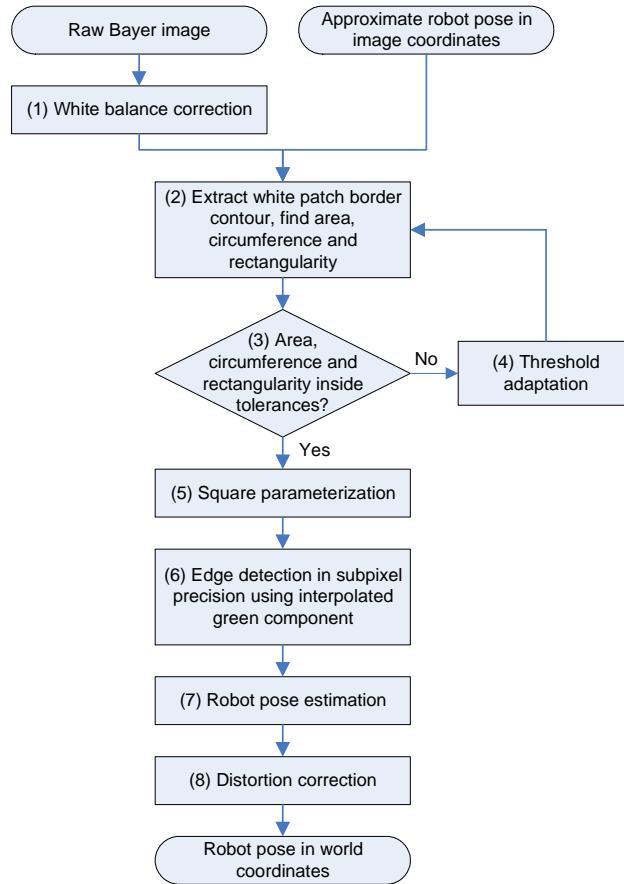 Raw Bayer image
Approximate robot pose in
image coordinates
(1) White balance correction
(2) Extract white patch border
contour, find area,
circumference and
rectangularity
(3) Area,
circumference and
rectangularity inside
tolerances?
No
(4) Threshold
adaptation
Yes
(5) Square parameterization
(6) Edge detection in subpixel
precision using interpolated
green component
(7) Robot pose estimation
(8) Distortion correction
Robot pose in world
coordinates